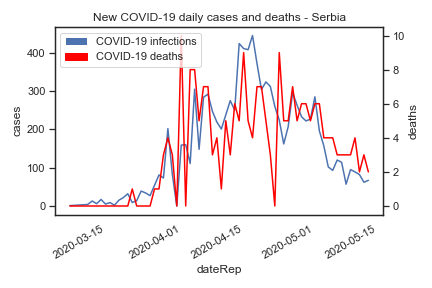 New COVID-19 daily cases and deaths - Serbia
COVID-19 infections
COVID-19 deaths
400
300
200
100
0
cases
10
8
6
4
2
0
deaths
2020-03-15
2020-04-01
2020-04-15
2020-05-01
2020-05-15
dateRep